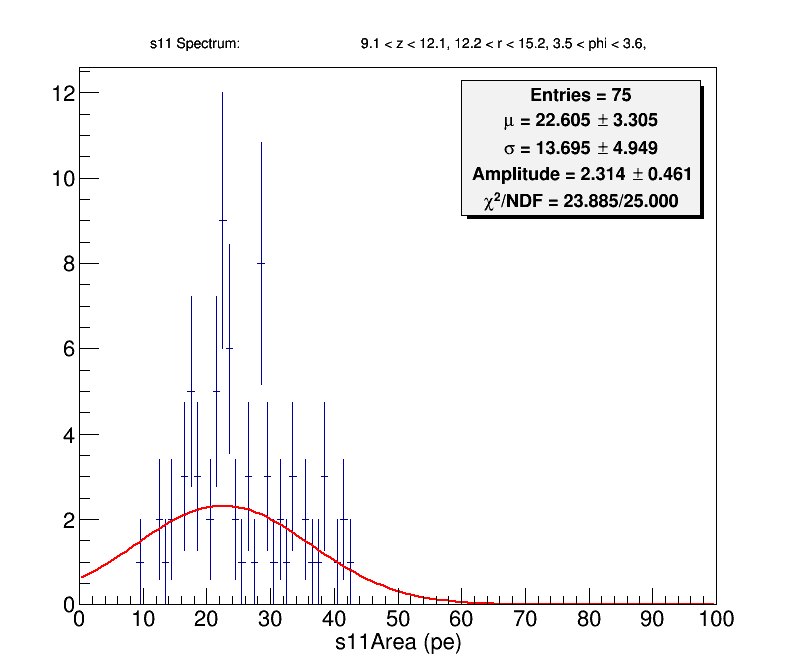 s11 Spectrum: 9.1 < z < 12.1, 12.2 < r < 15.2, 3.5 < phi < 3.6,
Entries = 75
μ = 22.605 ± 3.305
σ = 13.695 ± 4.949
Amplitude = 2.314 ± 0.461
χ²/NDF = 23.885/25.000
12
10
8
6
4
2
0
0 10 20 30 40 50 60 70 80 90 100
s11Area (pe)